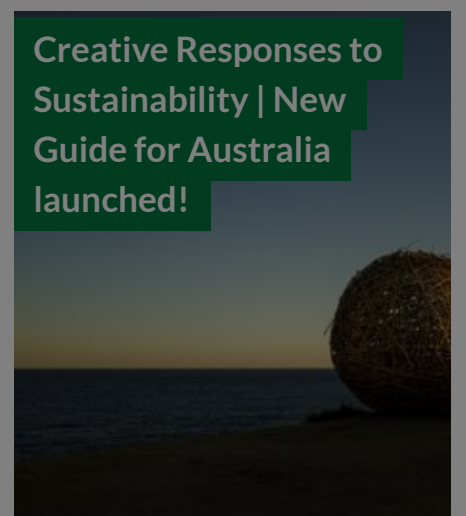 Creative Responses to
Sustainability | New
Guide for Australia
launched!